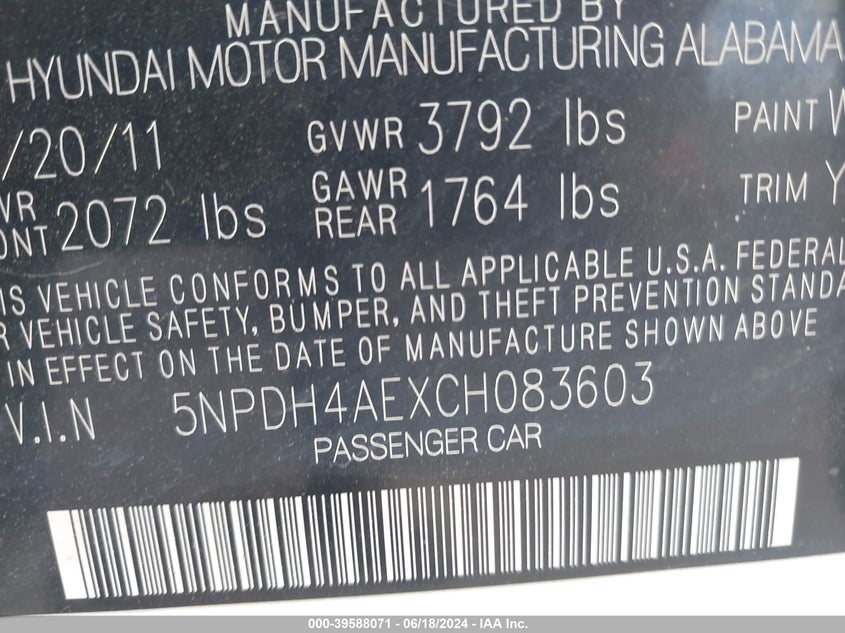 MANUFACTURED BY
HYUNDAI MOTOR MANUFACTURING ALABAMA
/20/11 GVWR 3792 lbs PAINT W
VR ONT 2072 lbs GAWR REAR 1764 lbs TRIM Y
IS VEHICLE CONFORMS TO ALL APPLICABLE U.S.A. FEDERAL
R VEHICLE SAFETY, BUMPER, AND THEFT PREVENTION STANDA
IN EFFECT ON THE DATE OF MANUFACTURE SHOWN ABOVE
V.I.N 5NPDH4AEXCH083603
PASSENGER CAR
000-39588071 - 06/18/2024 - IAA Inc.